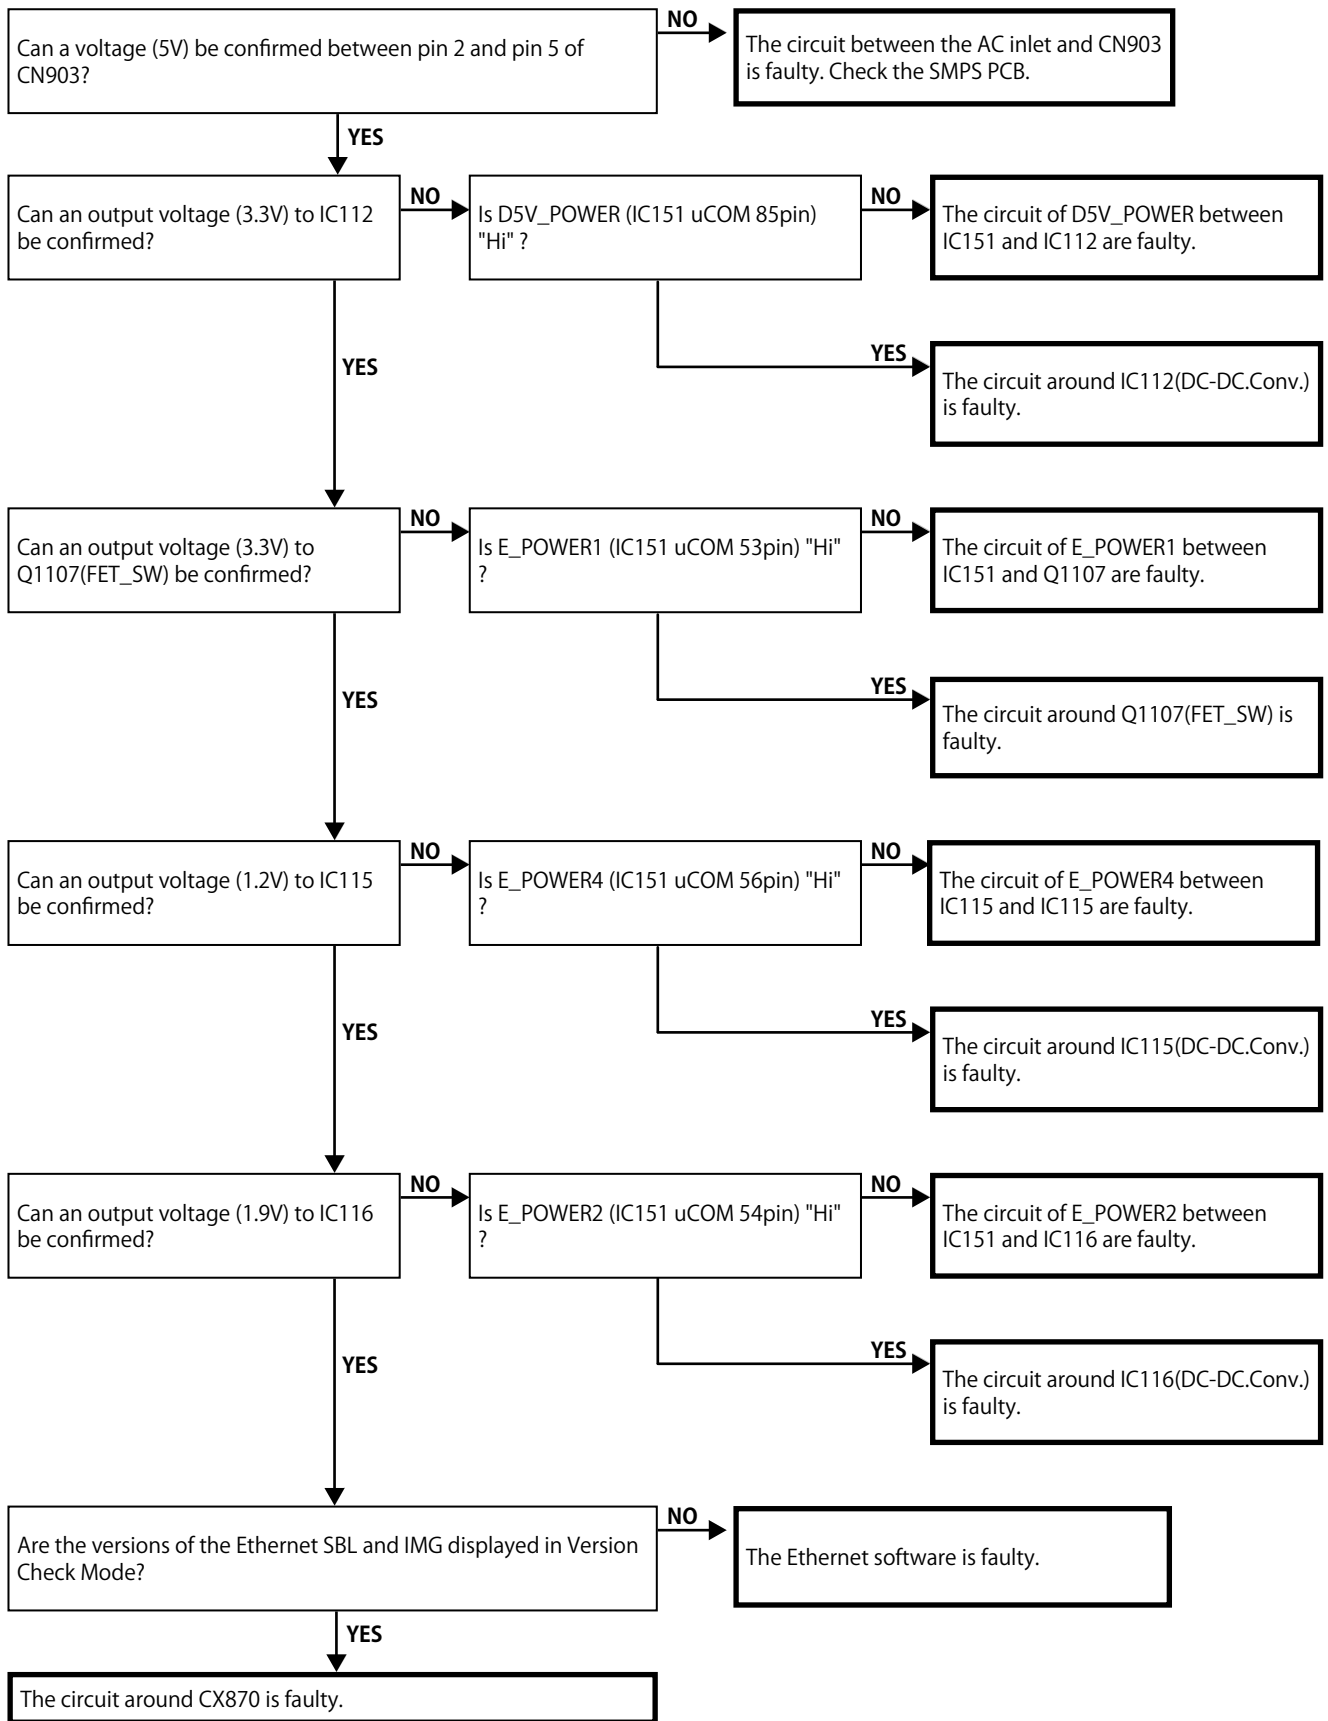 Can a voltage (5V) be confirmed between pin 2 and pin 5 of
CN903?
NO
The circuit between the AC inlet and CN903
is faulty. Check the SMPS PCB.
YES
Can an output voltage (3.3V) to IC112
be confirmed?
NO
Is D5V_POWER (IC151 uCOM 85pin)
"Hi" ?
NO
The circuit of D5V_POWER between
IC151 and IC112 are faulty.
YES
The circuit around IC112(DC-DC.Conv.)
is faulty.
YES
Can an output voltage (3.3V) to
Q1107(FET_SW) be confirmed?
NO
Is E_POWER1 (IC151 uCOM 53pin) "Hi"
?
NO
The circuit of E_POWER1 between
IC151 and Q1107 are faulty.
YES
The circuit around Q1107(FET_SW) is
faulty.
YES
Can an output voltage (1.2V) to IC115
be confirmed?
NO
Is E_POWER4 (IC151 uCOM 56pin) "Hi"
?
NO
The circuit of E_POWER4 between
IC115 and IC115 are faulty.
YES
The circuit around IC115(DC-DC.Conv.)
is faulty.
YES
Can an output voltage (1.9V) to IC116
be confirmed?
NO
Is E_POWER2 (IC151 uCOM 54pin) "Hi"
?
NO
The circuit of E_POWER2 between
IC151 and IC116 are faulty.
YES
The circuit around IC116(DC-DC.Conv.)
is faulty.
YES
Are the versions of the Ethernet SBL and IMG displayed in Version
Check Mode?
NO
The Ethernet software is faulty.
YES
The circuit around CX870 is faulty.